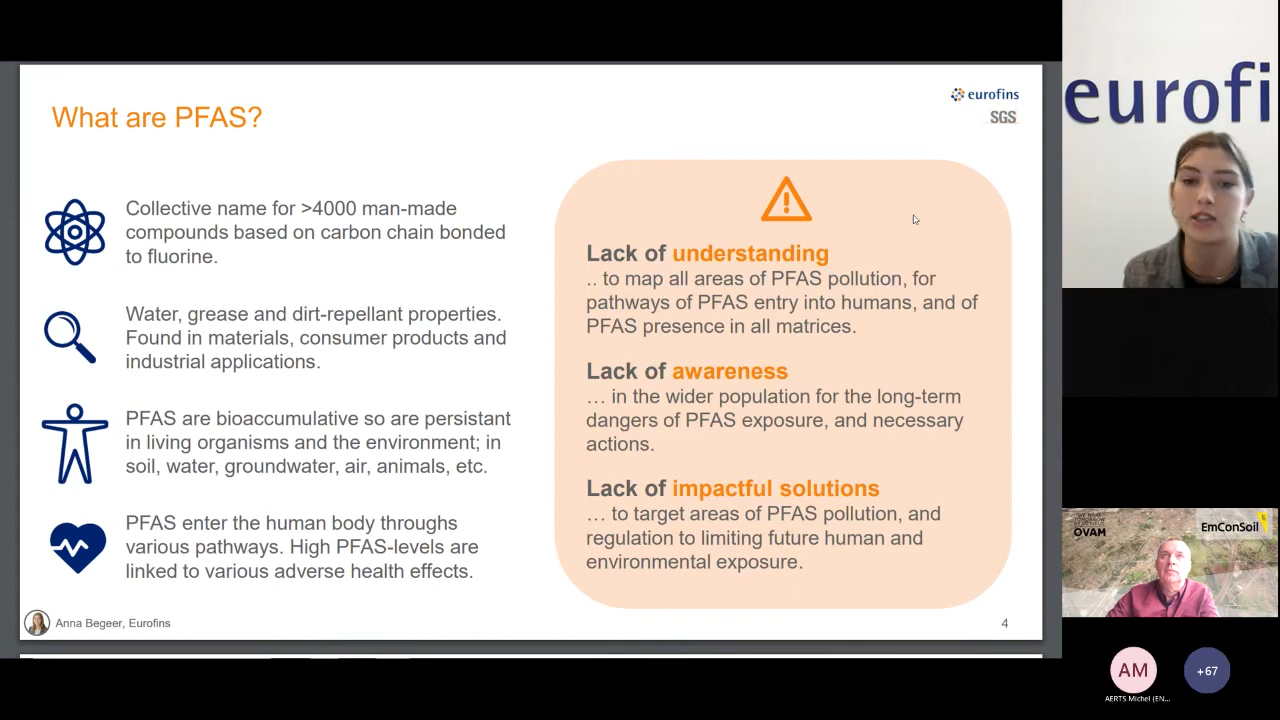 What are PFAS?
eurofins
SGS
Collective name for >4000 man-made
compounds based on carbon chain bonded
to fluorine.
Water, grease and dirt-repellant properties.
Found in materials, consumer products and
industrial applications.
PFAS are bioaccumulative so are persistant
in living organisms and the environment; in
soil, water, groundwater, air, animals, etc.
PFAS enter the human body throughs
various pathways. High PFAS-levels are
linked to various adverse health effects.
Lack of understanding
.. to map all areas of PFAS pollution, for
pathways of PFAS entry into humans, and of
PFAS presence in all matrices.
Lack of awareness
… in the wider population for the long-term
dangers of PFAS exposure, and necessary
actions.
Lack of impactful solutions
… to target areas of PFAS pollution, and
regulation to limiting future human and
environmental exposure.
Anna Begeer, Eurofins
4
eurofi
OVAM
EmConSoil
AM
+67
AERTS Michel (EN...